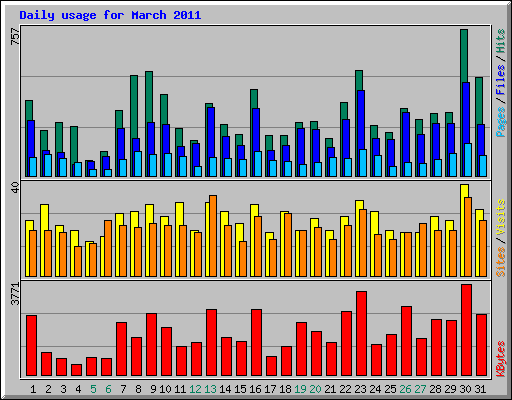 Daily usage for March 2011
757
Pages / Files / Hits
40
Sites / Visits
3771
KBytes
1 2 3 4 5 6 7 8 9 10 11 12 13 14 15 16 17 18 19 20 21 22 23 24 25 26 27 28 29 30 31